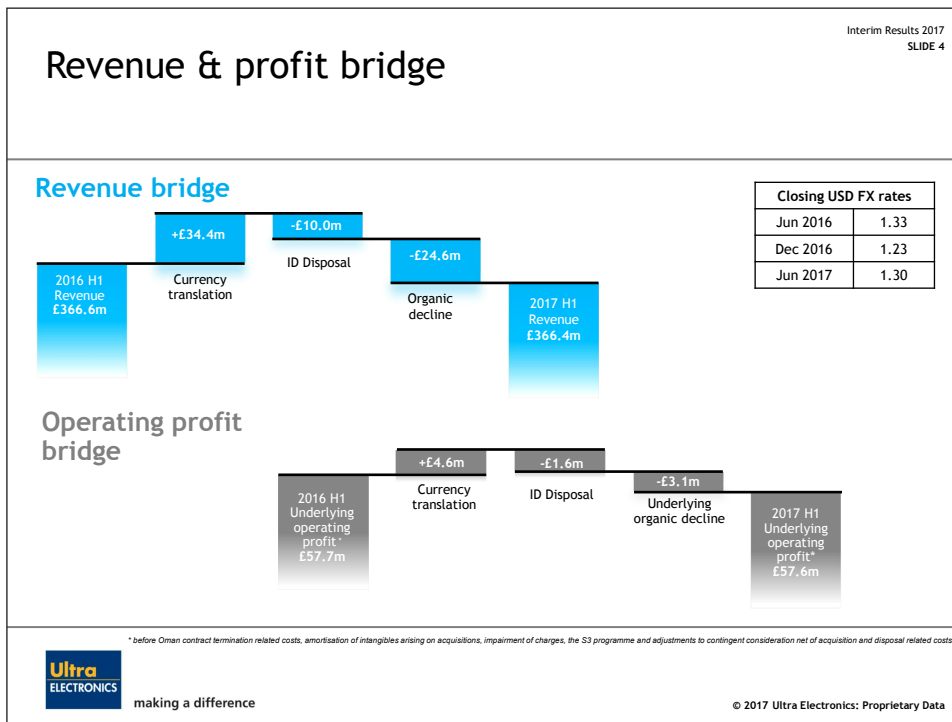 Interim Results 2017
SLIDE 4
Revenue & profit bridge
Revenue bridge
2016 H1
Revenue
£366.6m
+£34.4m
Currency
translation
-£10.0m
ID Disposal
-£24.6m
Organic
decline
2017 H1
Revenue
£366.4m
Closing USD FX rates
Jun 2016 1.33
Dec 2016 1.23
Jun 2017 1.30
Operating profit
bridge
2016 H1
Underlying
operating
profit*
£57.7m
+£4.6m
Currency
translation
-£1.6m
ID Disposal
-£3.1m
Underlying
organic decline
2017 H1
Underlying
operating
profit*
£57.6m
* before Oman contract termination related costs, amortisation of intangibles arising on acquisitions, impairment of charges, the S3 programme and adjustments to contingent consideration net of acquisition and disposal related costs
Ultra
ELECTRONICS
making a difference
© 2017 Ultra Electronics: Proprietary Data